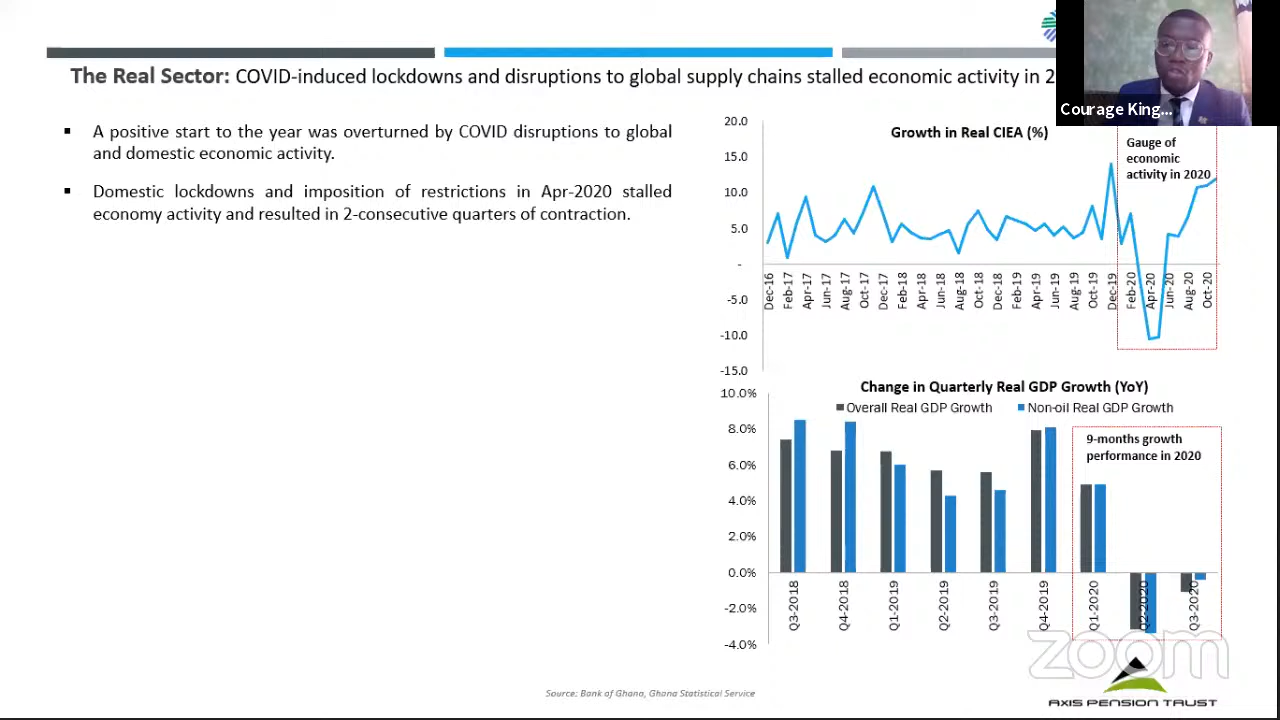 The Real Sector: COVID-induced lockdowns and disruptions to global supply chains stalled economic activity in 2
Courage King...
▪ A positive start to the year was overturned by COVID disruptions to global
and domestic economic activity.
▪ Domestic lockdowns and imposition of restrictions in Apr-2020 stalled
economy activity and resulted in 2-consecutive quarters of contraction.
Growth in Real CIEA (%)
Gauge of
economic
activity in 2020
20.0
15.0
10.0
5.0
-
-5.0
-10.0
-15.0
Dec-16
Feb-17
Apr-17
Jun-17
Aug-17
Oct-17
Dec-17
Feb-18
Apr-18
Jun-18
Aug-18
Oct-18
Dec-18
Feb-19
Apr-19
Jun-19
Aug-19
Oct-19
Dec-19
Feb-20
Apr-20
Jun-20
Aug-20
Oct-20
Change in Quarterly Real GDP Growth (YoY)
Overall Real GDP Growth
Non-oil Real GDP Growth
9-months growth
performance in 2020
10.0%
8.0%
6.0%
4.0%
2.0%
0.0%
-2.0%
-4.0%
Q3-2018
Q4-2018
Q1-2019
Q2-2019
Q3-2019
Q4-2019
Q1-2020
Q2-2020
Q3-2020
zoom
Source: Bank of Ghana, Ghana Statistical Service
AXIS PENSION TRUST